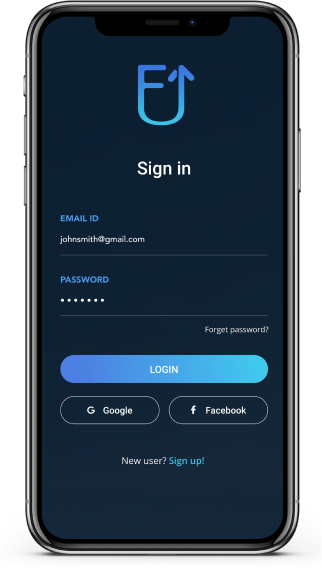 Sign in
EMAIL ID
johnsmith@gmail.com
PASSWORD
Forget password?
LOGIN
G Google
f Facebook
New user? Sign up!